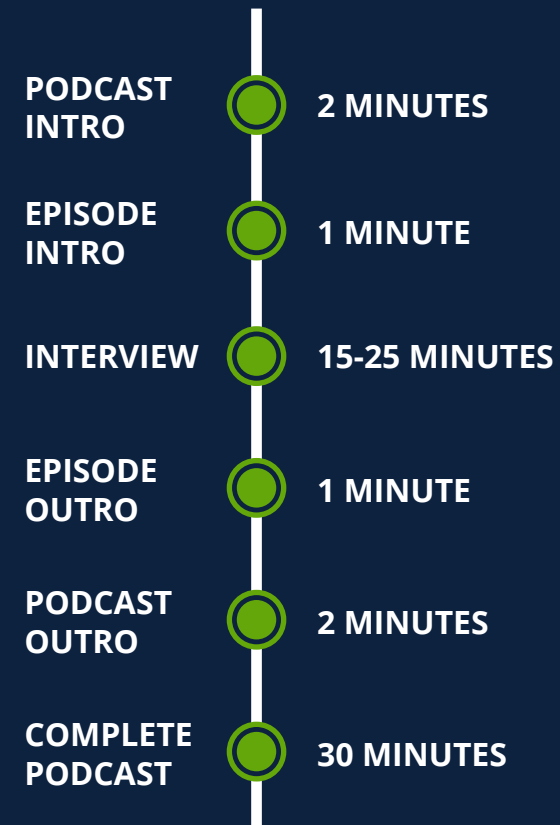 PODCAST
INTRO
2 MINUTES
EPISODE
INTRO
1 MINUTE
INTERVIEW
15-25 MINUTES
EPISODE
OUTRO
1 MINUTE
PODCAST
OUTRO
2 MINUTES
COMPLETE
PODCAST
30 MINUTES